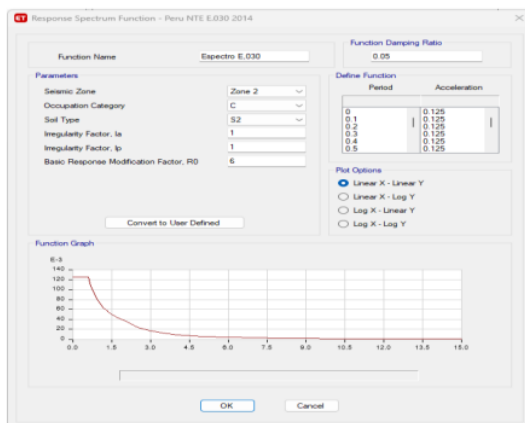 Response Spectrum Function - Peru NTE E.030 2014
Function Name
Espectro E.030
Function Damping Ratio
0.05
Parameters
Seismic Zone
Zone 2
Occupation Category
C
Soil Type
S2
Irregularity Factor, Ia
1
Irregularity Factor, Ip
1
Basic Response Modification Factor, R0
6
Convert to User Defined
Define Function
Period Acceleration
0 0.125
0.1 0.125
0.2 0.125
0.3 0.125
0.4 0.125
0.5 0.125
Plot Options
Linear X - Linear Y
Linear X - Log Y
Log X - Linear Y
Log X - Log Y
Function Graph
E-3
140
120
100
80
60
40
20
0
0.0 1.5 3.0 4.5 6.0 7.5 9.0 10.5 12.0 13.5 15.0
OK Cancel